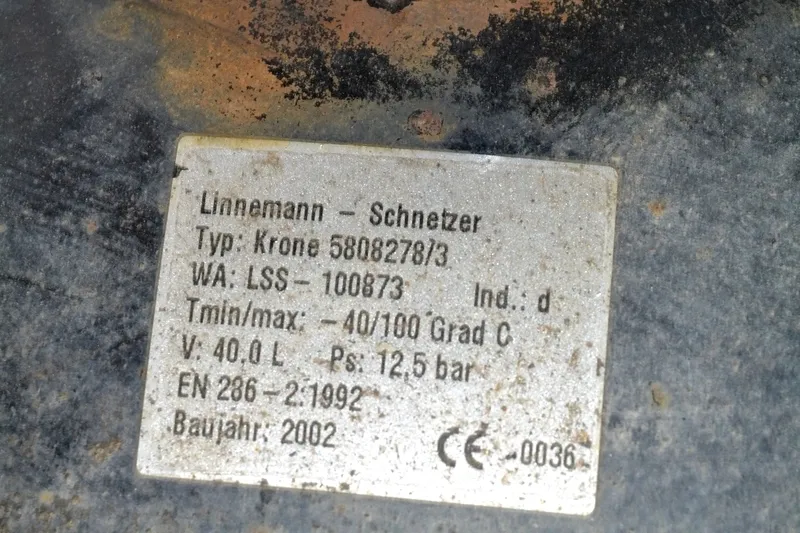 Linnemann - Schnetzer
Typ: Krone 5808278/3
WA: LSS - 100873 Ind.: d
Tmin/max: -40/100 Grad C
V: 40,0 L Ps: 12,5 bar
EN 286-2:1992
Baujahr: 2002 CE -0036-